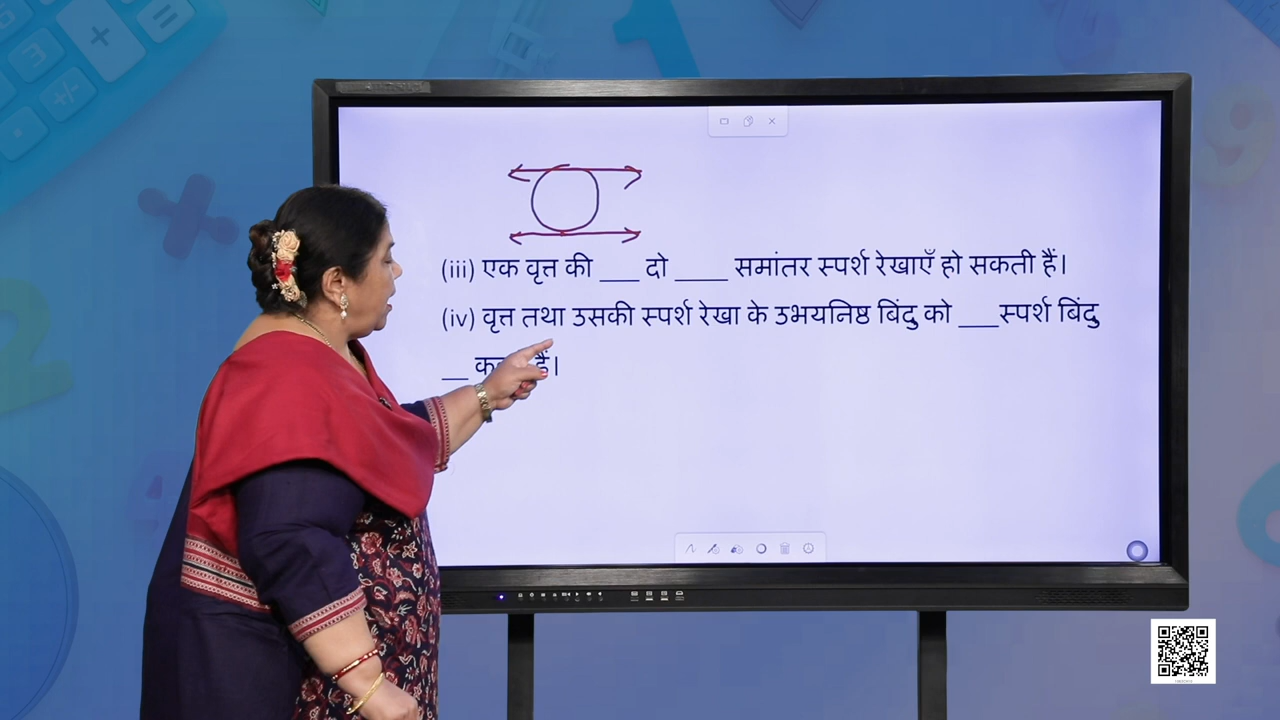 (iii) एक वृत्त की ___ दो ____ समांतर स्पर्श रेखाएँ हो सकती हैं।
(iv) वृत्त तथा उसकी स्पर्श रेखा के उभयनिष्ठ बिंदु को ___स्पर्श बिंदु
__ हैं।